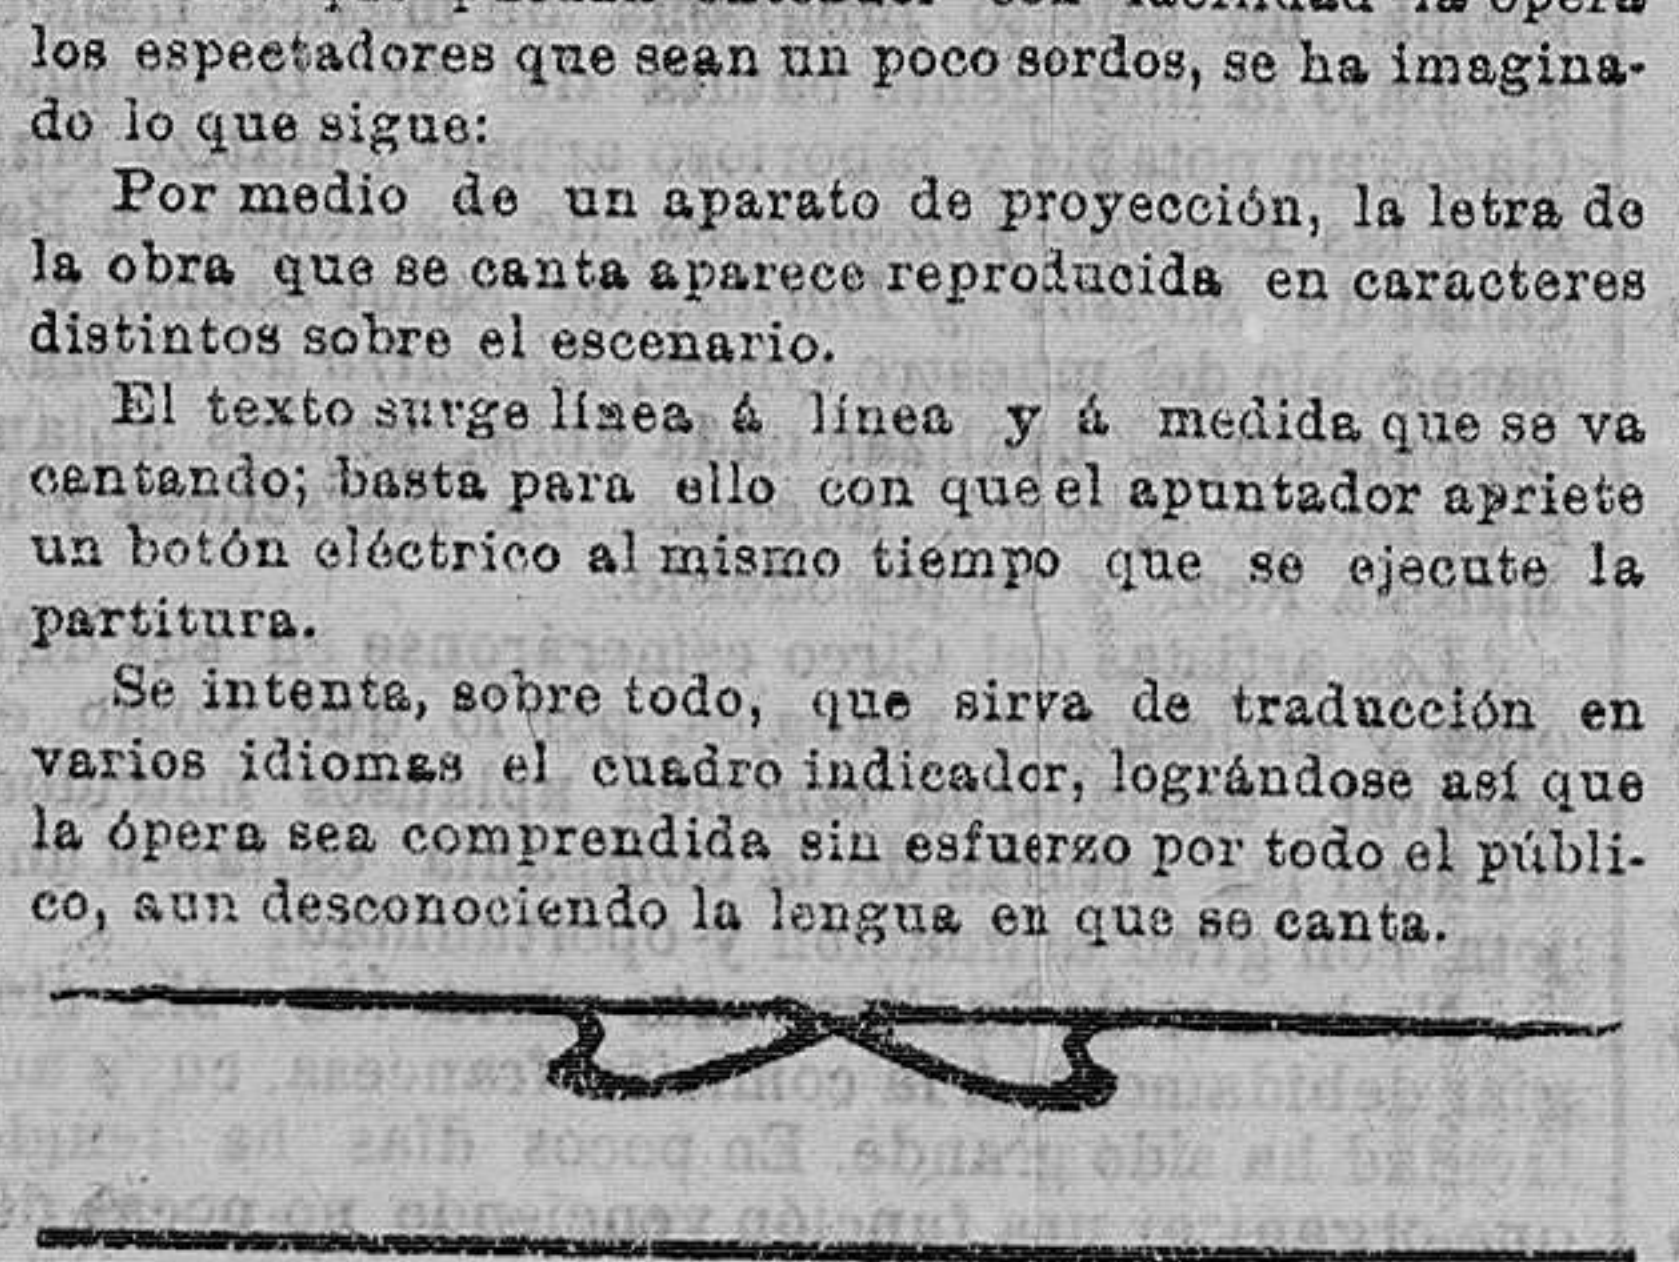 la ópera
los espectadores que sean un poco sordos, se ha imagina-
do lo que sigue:
Por medio de un aparato de proyección, la letra de
la obra que se canta aparece reproducida en caracteres
distintos sobre el escenario.
El texto surge línea á línea y á medida que se va
cantando; basta para ello con que el apuntador apriete
un botón eléctrico al mismo tiempo que se ejecute la
partitura.
Se intenta, sobre todo, que sirva de traducción en
varios idiomas el cuadro indicador, lográndose así que
la ópera sea comprendida sin esfuerzo por todo el públi-
co, aun desconociendo la lengua en que se canta.